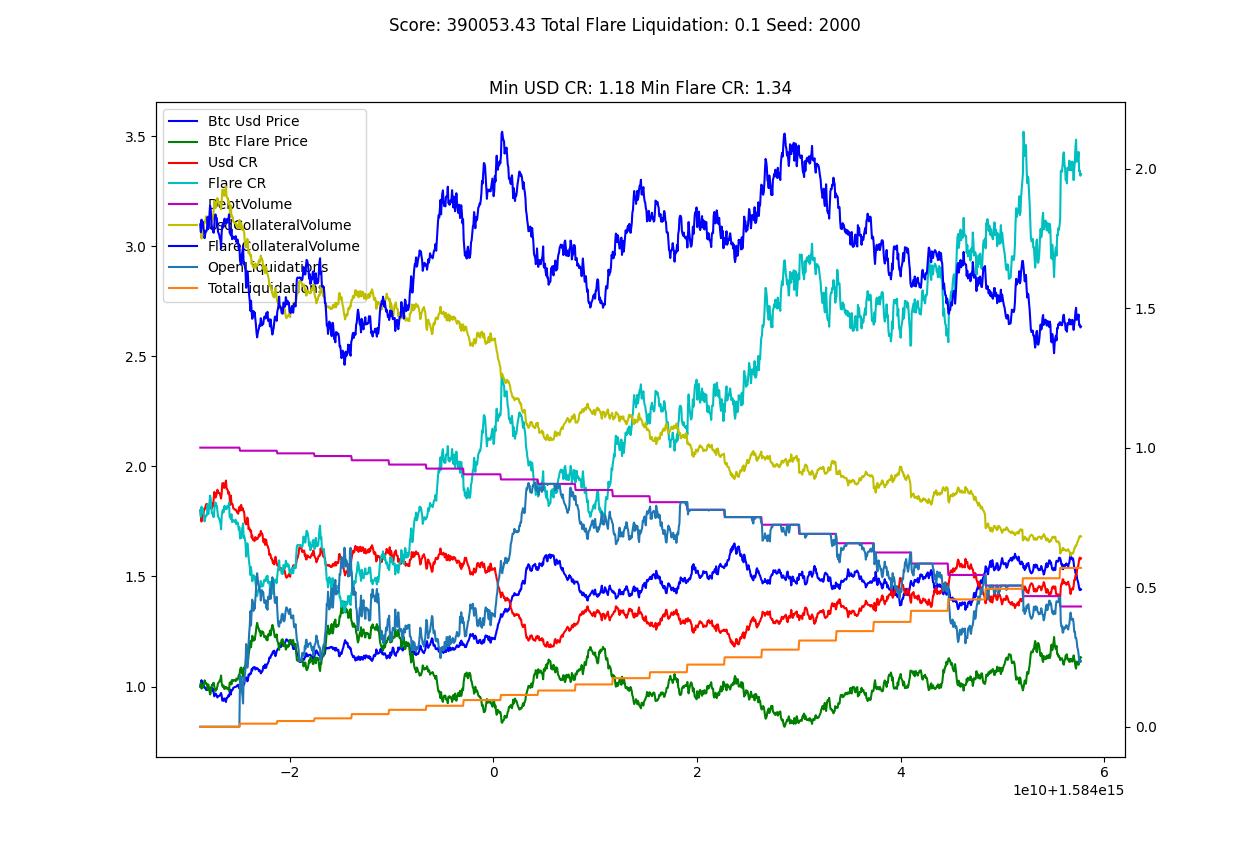 Score: 390053.43 Total Flare Liquidation: 0.1 Seed: 2000
Min USD CR: 1.18 Min Flare CR: 1.34
Btc Usd Price
Btc Flare Price
Usd CR
Flare CR
DebtVolume
UsdCollateralVolume
FlareCollateralVolume
OpenLiquidations
TotalLiquidations
3.5
3.0
2.5
2.0
1.5
1.0
2.0
1.5
1.0
0.5
0.0
−2
0
2
4
6
1e10+1.584e15